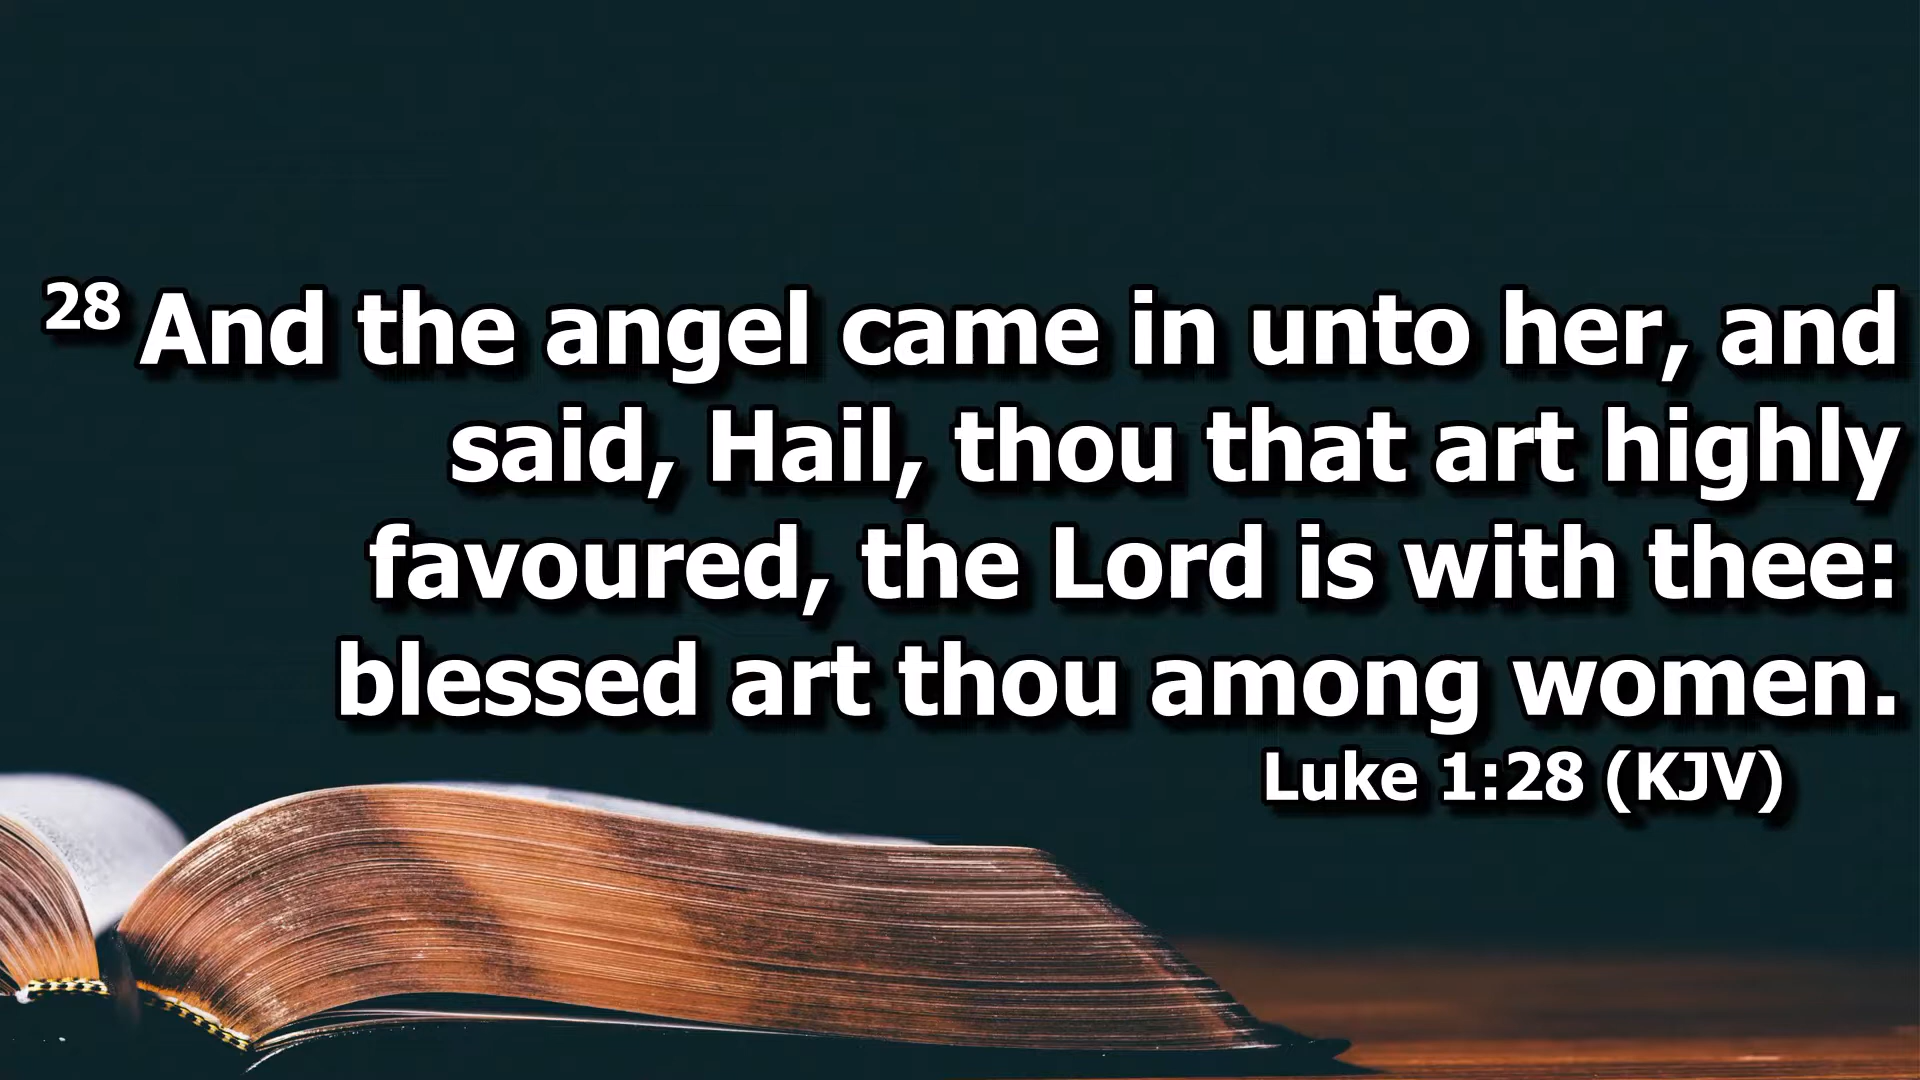 28 And the angel came in unto her, and
said, Hail, thou that art highly
favoured, the Lord is with thee:
blessed art thou among women.
Luke 1:28 (KJV)